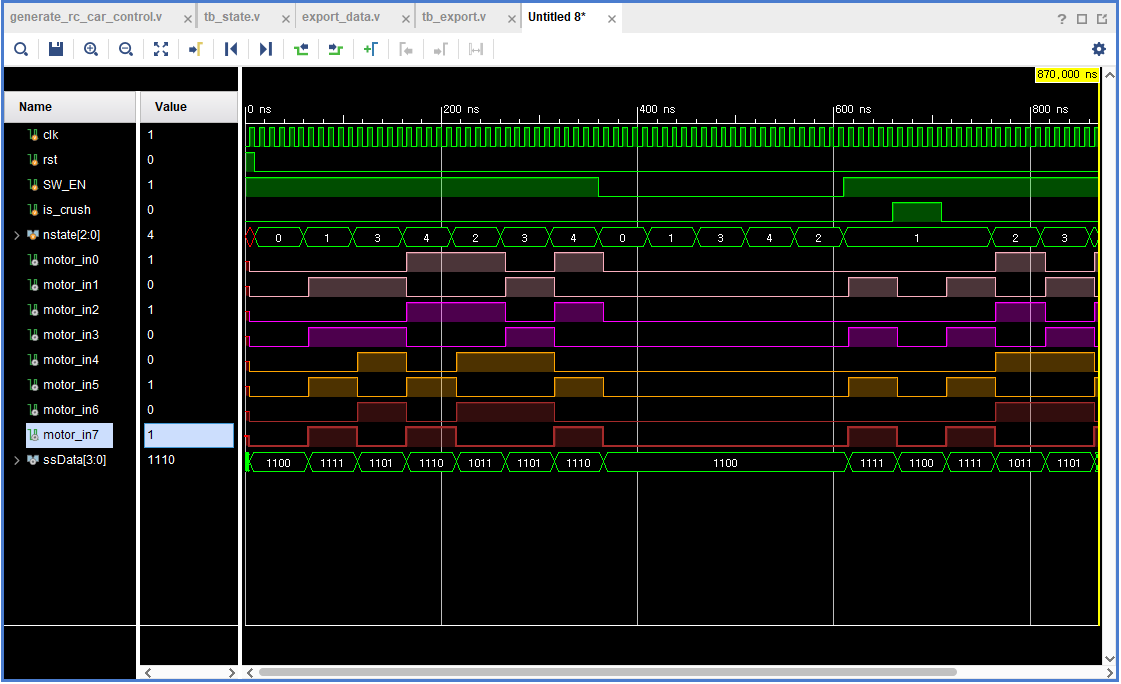 generate_rc_car_control.v × tb_state.v × export_data.v × tb_export.v × Untitled 8* × ?
870,000 ns
Name Value 0 ns 200 ns 400 ns 600 ns 800 ns
clk 1
rst 0
SW_EN 1
is_crush 0
nstate[2:0] 4 0 1 3 4 2 3 4 0 1 3 4 2 1 2 3
motor_in0 1
motor_in1 0
motor_in2 1
motor_in3 0
motor_in4 0
motor_in5 1
motor_in6 0
motor_in7 1
ssData[3:0] 1110 1100 1111 1101 1110 1011 1101 1110 1100 1111 1100 1111 1011 1101